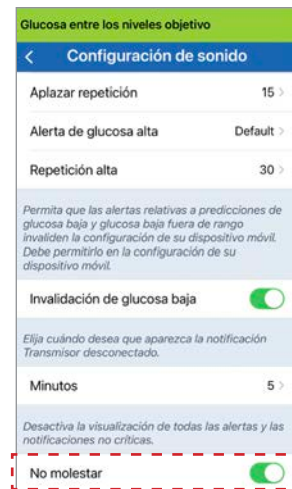 Glucosa entre los niveles objetivo
< Configuración de sonido
Aplazar repetición 15 >
Alerta de glucosa alta Default >
Repetición alta 30 >
Permita que las alertas relativas a predicciones de
glucosa baja y glucosa baja fuera de rango
invaliden la configuración de su dispositivo móvil.
Debe permitirlo en la configuración de su
dispositivo móvil.
Invalidación de glucosa baja
Elija cuándo desea que aparezca la notificación
Transmisor desconectado.
Minutos 5 >
Desactiva la visualización de todas las alertas y las
notificaciones no críticas.
No molestar